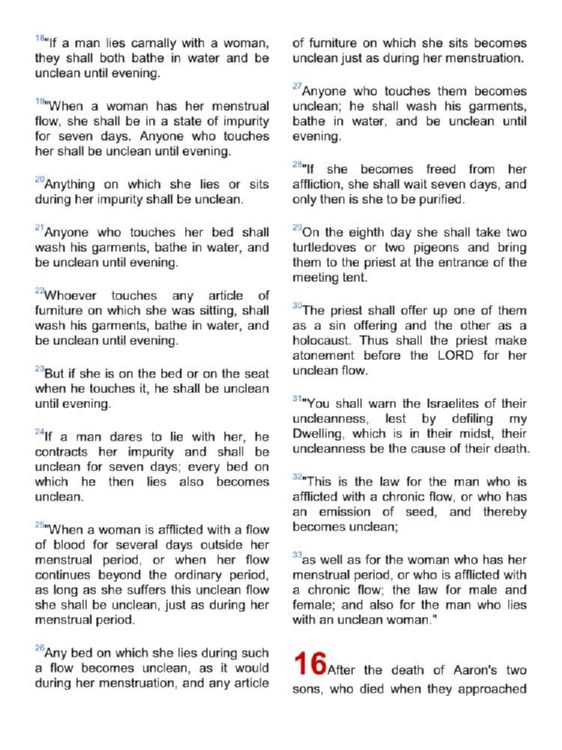 18"If a man lies carnally with a woman,
they shall both bathe in water and be
unclean until evening.
19"When a woman has her menstrual
flow, she shall be in a state of impurity
for seven days. Anyone who touches
her shall be unclean until evening.
20Anything on which she lies or sits
during her impurity shall be unclean.
21Anyone who touches her bed shall
wash his garments, bathe in water, and
be unclean until evening.
22Whoever touches any article of
furniture on which she was sitting, shall
wash his garments, bathe in water, and
be unclean until evening.
23But if she is on the bed or on the seat
when he touches it, he shall be unclean
until evening.
24If a man dares to lie with her, he
contracts her impurity and shall be
unclean for seven days; every bed on
which he then lies also becomes
unclean.
25"When a woman is afflicted with a flow
of blood for several days outside her
menstrual period, or when her flow
continues beyond the ordinary period,
as long as she suffers this unclean flow
she shall be unclean, just as during her
menstrual period.
26Any bed on which she lies during such
a flow becomes unclean, as it would
during her menstruation, and any article
of furniture on which she sits becomes
unclean just as during her menstruation.
27Anyone who touches them becomes
unclean; he shall wash his garments,
bathe in water, and be unclean until
evening.
28"If she becomes freed from her
affliction, she shall wait seven days, and
only then is she to be purified.
29On the eighth day she shall take two
turtledoves or two pigeons and bring
them to the priest at the entrance of the
meeting tent.
30The priest shall offer up one of them
as a sin offering and the other as a
holocaust. Thus shall the priest make
atonement before the LORD for her
unclean flow.
31"You shall warn the Israelites of their
uncleanness, lest by defiling my
Dwelling, which is in their midst, their
uncleanness be the cause of their death.
32"This is the law for the man who is
afflicted with a chronic flow, or who has
an emission of seed, and thereby
becomes unclean;
33as well as for the woman who has her
menstrual period, or who is afflicted with
a chronic flow; the law for male and
female; and also for the man who lies
with an unclean woman."
16After the death of Aaron's two
sons, who died when they approached